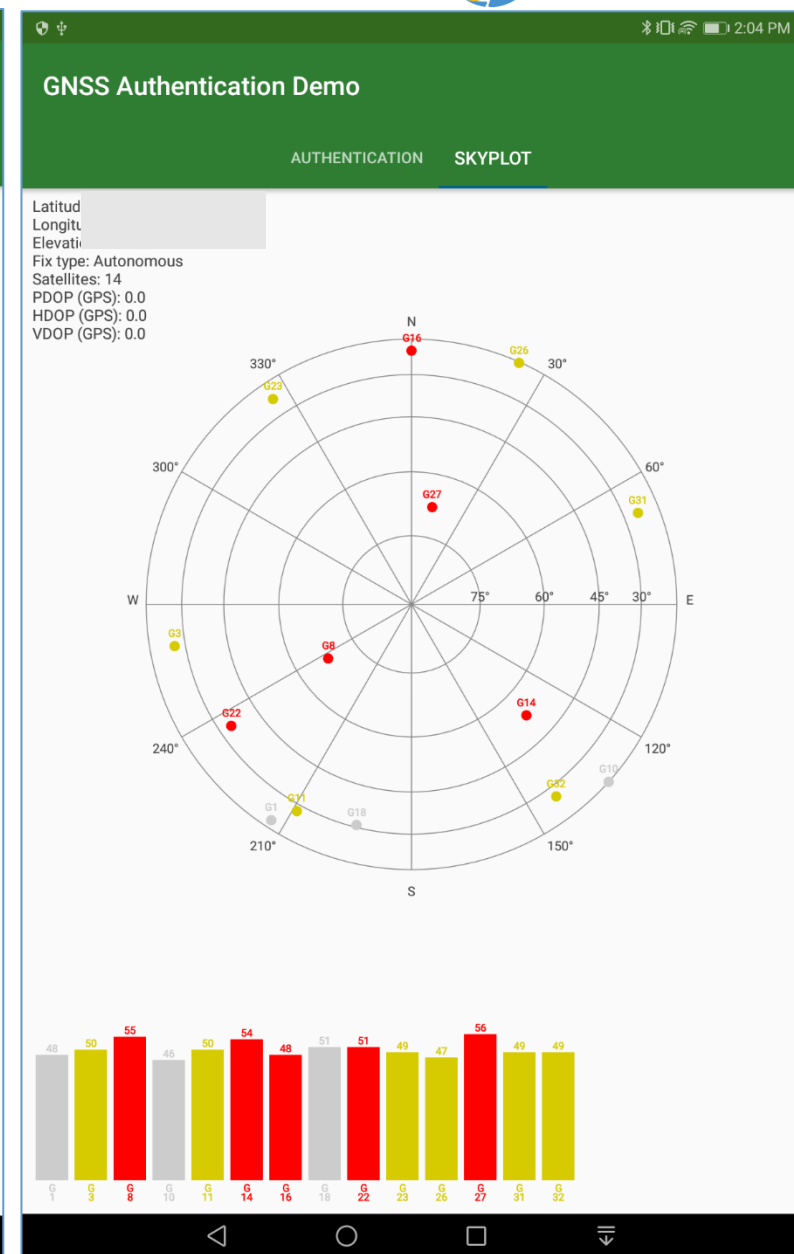 2:04 PM
GNSS Authentication Demo
AUTHENTICATION SKYPLOT
Latitud
Longitu
Elevati
Fix type: Autonomous
Satellites: 14
PDOP (GPS): 0.0
HDOP (GPS): 0.0
VDOP (GPS): 0.0
N
G16
G26
330° 30°
G23
300° 60°
G27
G31
W 75° 60° 45° 30° E
G3
G8
G22 G14
240° 120°
G10
G32
G11
G1 G18
210° 150°
S
48 50 55 46 50 54 48 51 51 49 47 56 49 49
G G G G G G G G G G G G G G
1 3 8 10 11 14 16 18 22 23 26 27 31 32